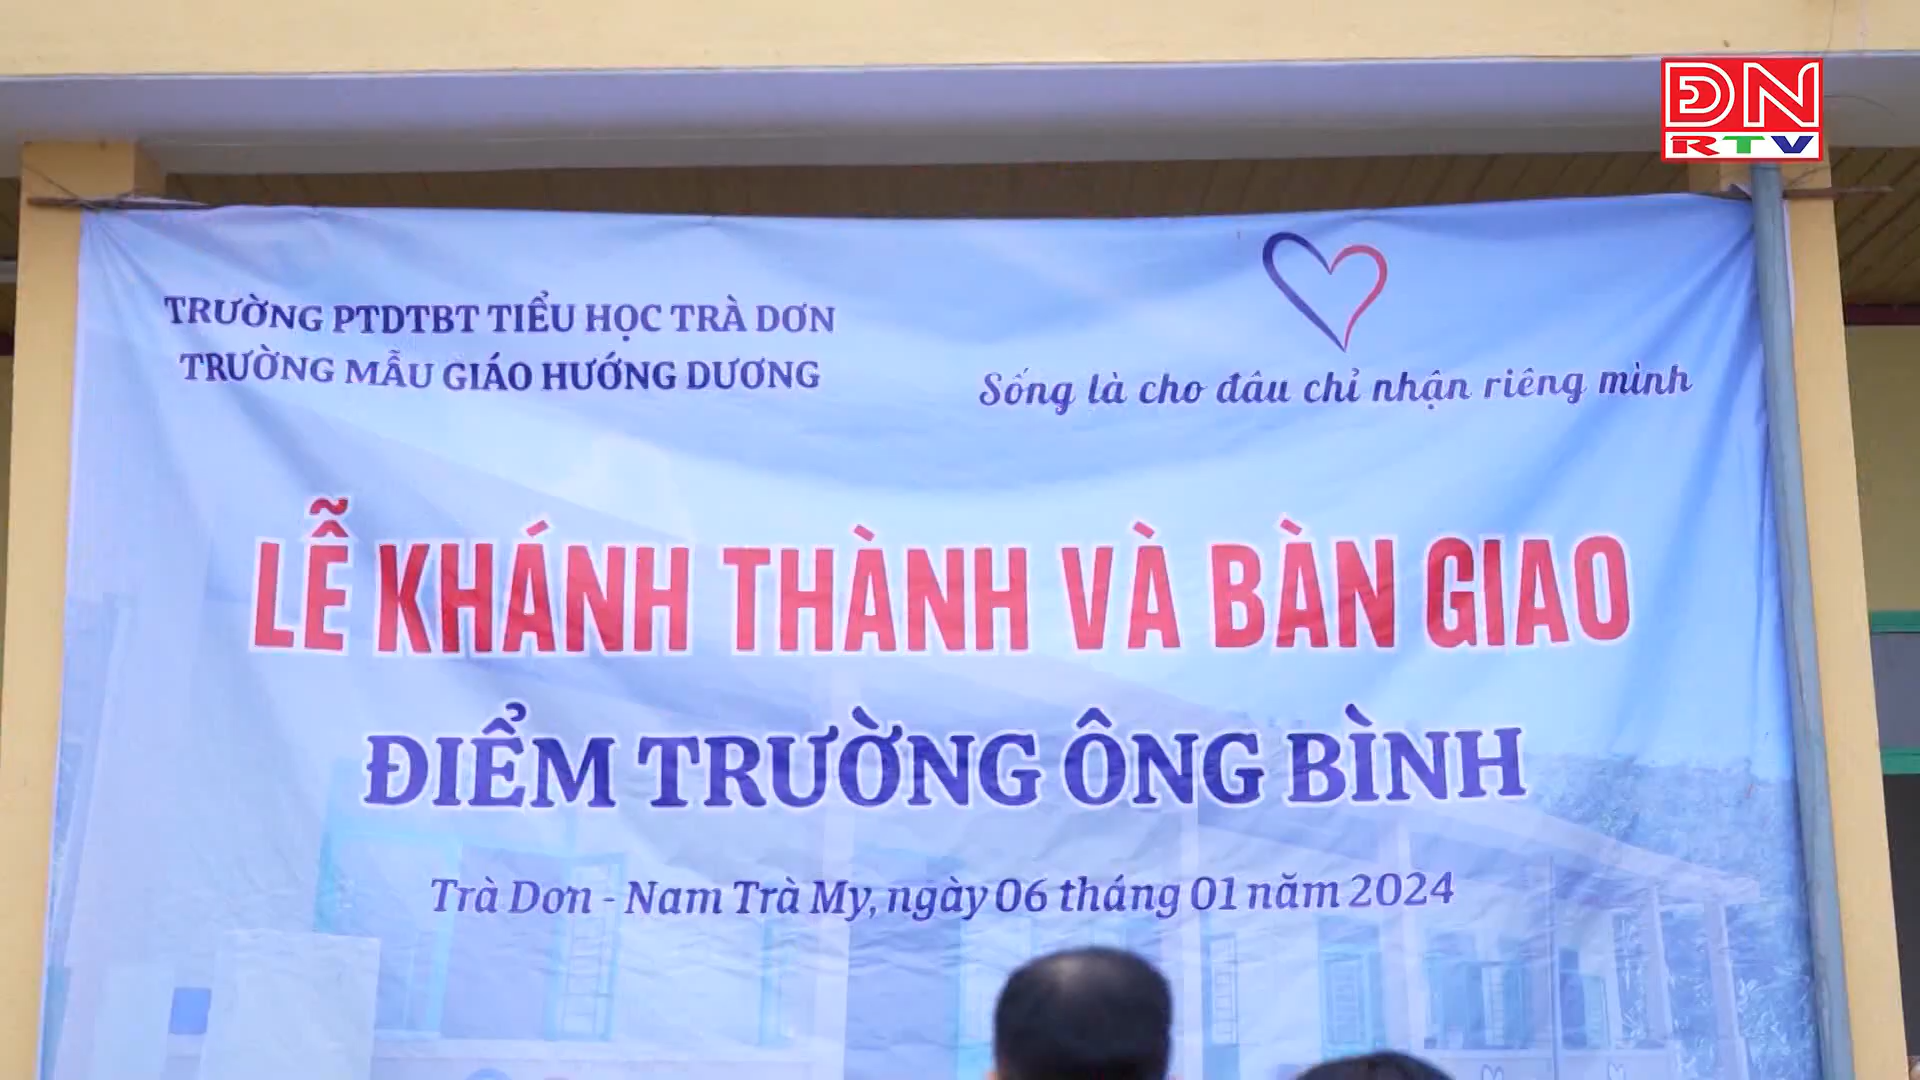 ĐN
RTV
TRƯỜNG PTDTBT TIỂU HỌC TRÀ DƠN
TRƯỜNG MẪU GIÁO HƯỚNG DƯƠNG
Sống là cho đâu chỉ nhận riêng mình
LỄ KHÁNH THÀNH VÀ BÀN GIAO
ĐIỂM TRƯỜNG ÔNG BÌNH
Trà Dơn - Nam Trà My, ngày 06 tháng 01 năm 2024